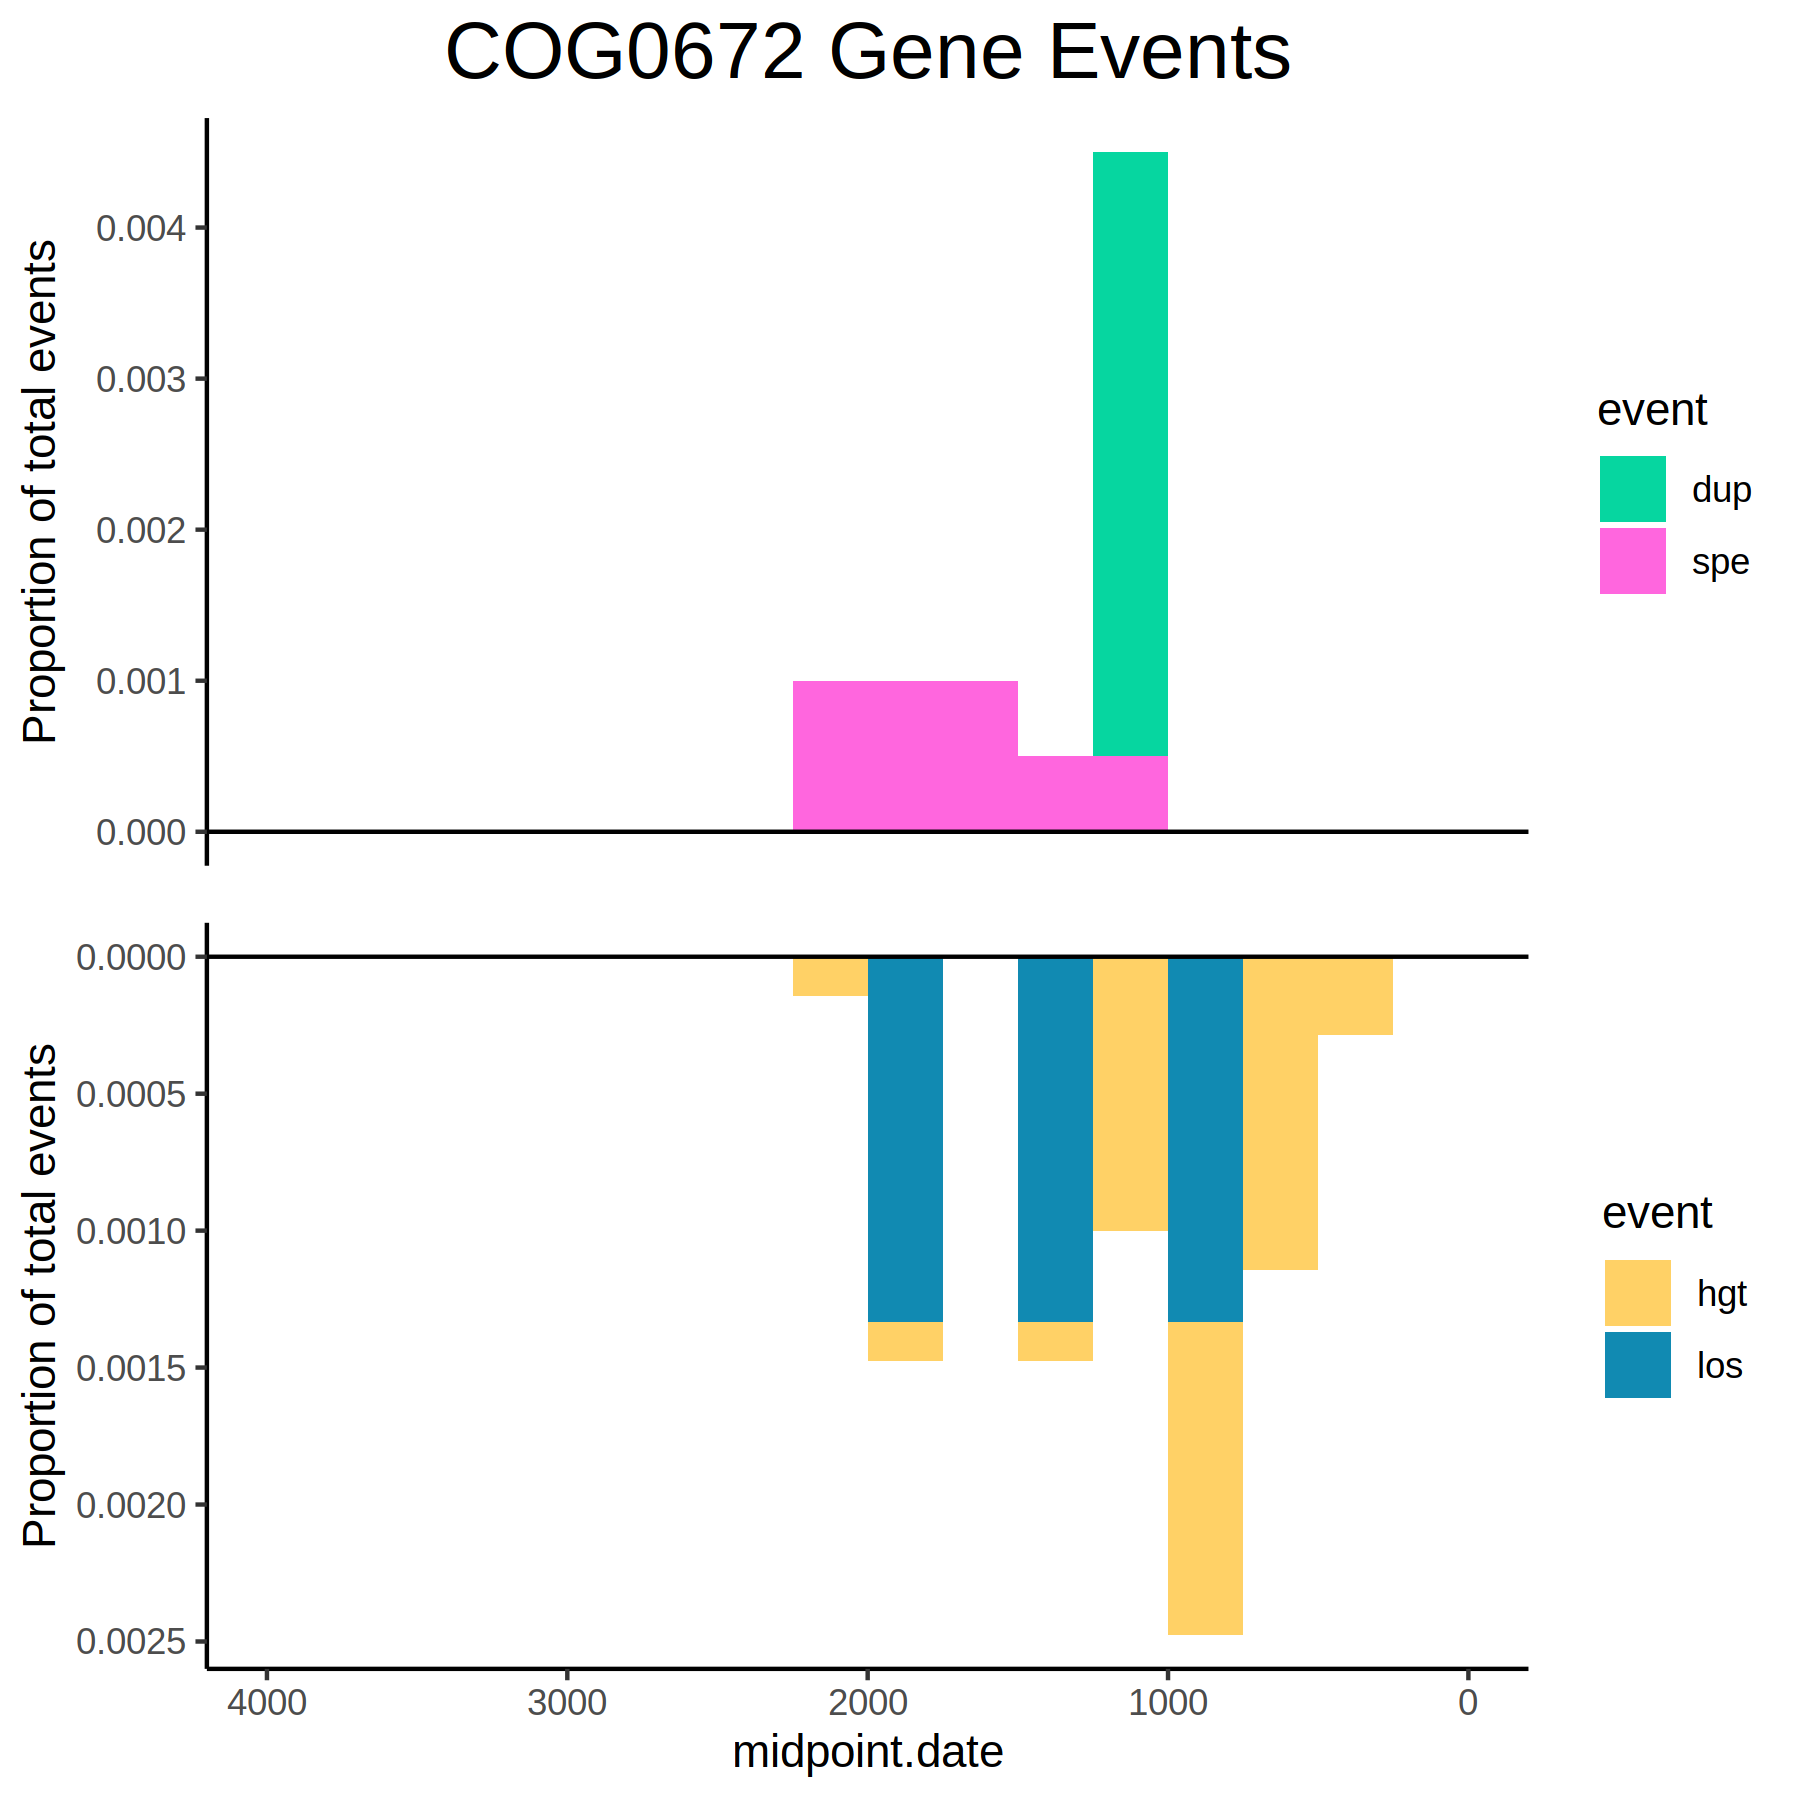 COG0672 Gene Events
Proportion of total events
0.004
0.003
0.002
0.001
0.000
event
dup
spe
Proportion of total events
0.0000
0.0005
0.0010
0.0015
0.0020
0.0025
event
hgt
los
4000 3000 2000 1000 0
midpoint.date